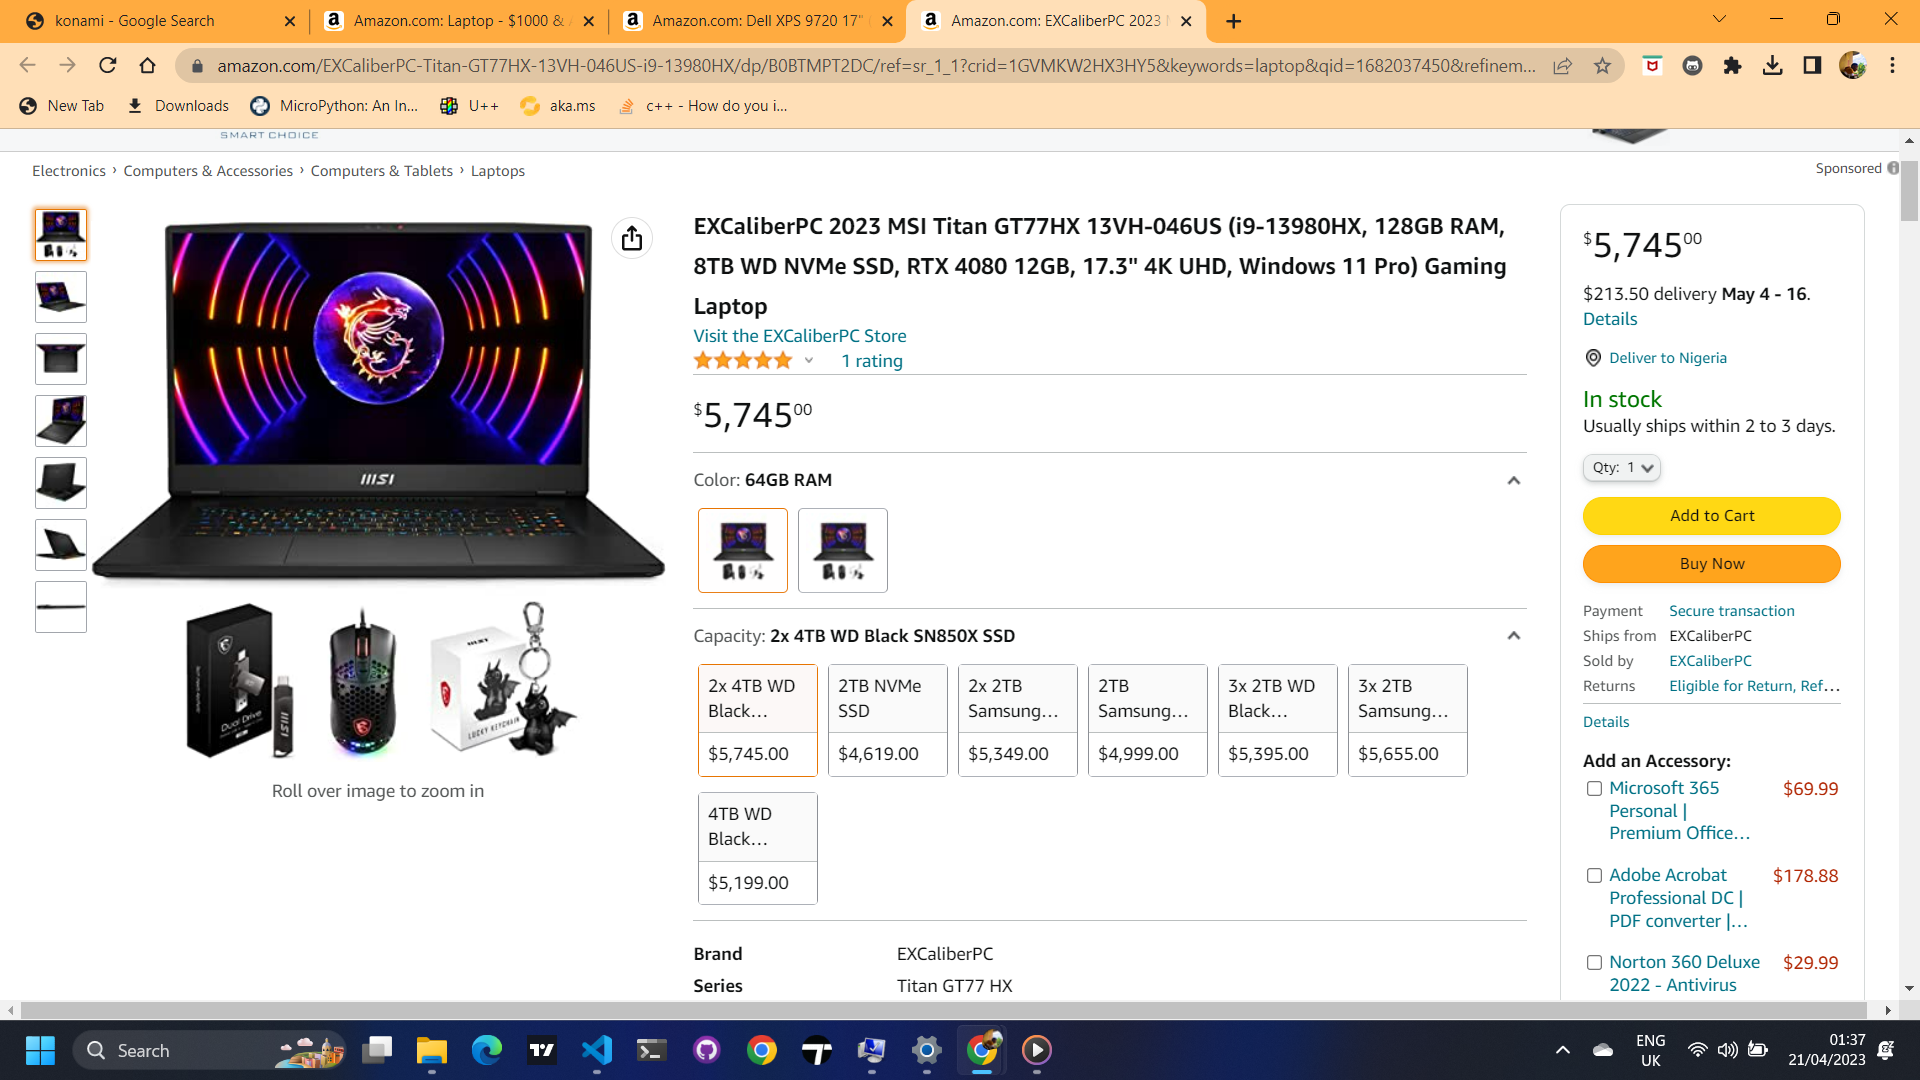 konami - Google Search
Amazon.com: Laptop - $1000 &
Amazon.com: Dell XPS 9720 17"
Amazon.com: EXCaliberPC 2023
amazon.com/EXCaliberPC-Titan-GT77HX-13VH-046US-i9-13980HX/dp/B0BTMPT2DC/ref=sr_1_1?crid=1GVMKW2HX3HY5&keywords=laptop&qid=1682037450&refinem...
New Tab
Downloads
MicroPython: An In...
U++
aka.ms
c++ - How do you i...
SMART CHOICE
Electronics › Computers & Accessories › Computers & Tablets › Laptops
Sponsored
EXCaliberPC 2023 MSI Titan GT77HX 13VH-046US (i9-13980HX, 128GB RAM,
8TB WD NVMe SSD, RTX 4080 12GB, 17.3" 4K UHD, Windows 11 Pro) Gaming
Laptop
Visit the EXCaliberPC Store
1 rating
$5,74500
Color: 64GB RAM
Capacity: 2x 4TB WD Black SN850X SSD
2x 4TB WD
Black...
$5,745.00
2TB NVMe
SSD
$4,619.00
2x 2TB
Samsung...
$5,349.00
2TB
Samsung...
$4,999.00
3x 2TB WD
Black...
$5,395.00
3x 2TB
Samsung...
$5,655.00
4TB WD
Black...
$5,199.00
Brand EXCaliberPC
Series Titan GT77 HX
msi
Dual Drive
msi
LUCKY KEYCHAIN
Roll over image to zoom in
$5,74500
$213.50 delivery May 4 - 16.
Details
Deliver to Nigeria
In stock
Usually ships within 2 to 3 days.
Qty: 1
Add to Cart
Buy Now
Payment Secure transaction
Ships from EXCaliberPC
Sold by EXCaliberPC
Returns Eligible for Return, Ref...
Details
Add an Accessory:
Microsoft 365
Personal |
Premium Office...
$69.99
Adobe Acrobat
Professional DC |
PDF converter |...
$178.88
Norton 360 Deluxe
2022 - Antivirus
$29.99
Search
ENG
UK
01:37
21/04/2023